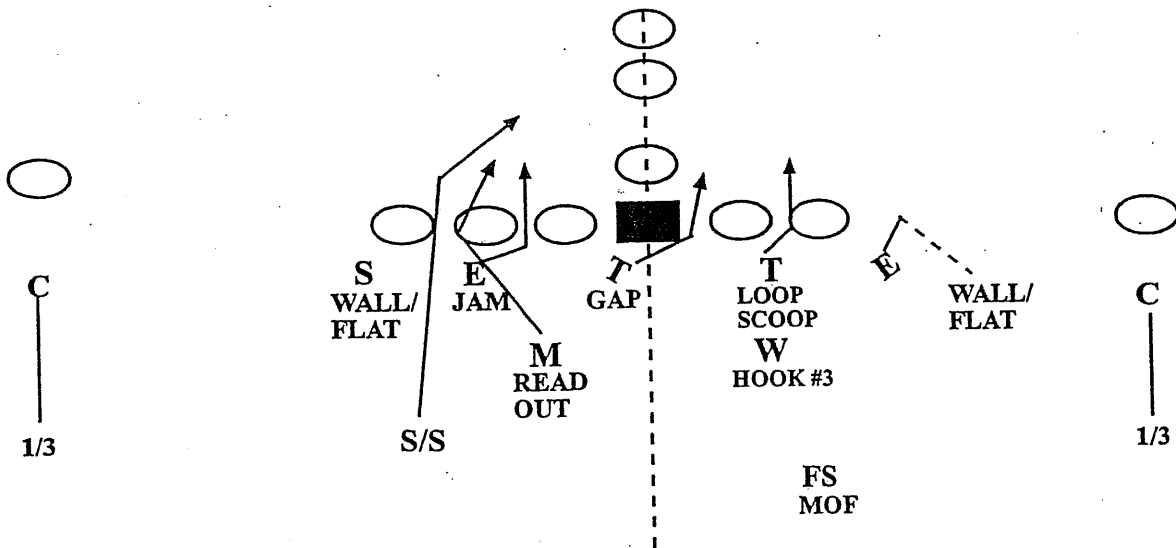 C
1/3
S
WALL/
FLAT
E
JAM
M
READ
OUT
S/S
T
GAP
T
LOOP
SCOOP
W
HOOK #3
E
WALL/
FLAT
FS
MOF
C
1/3